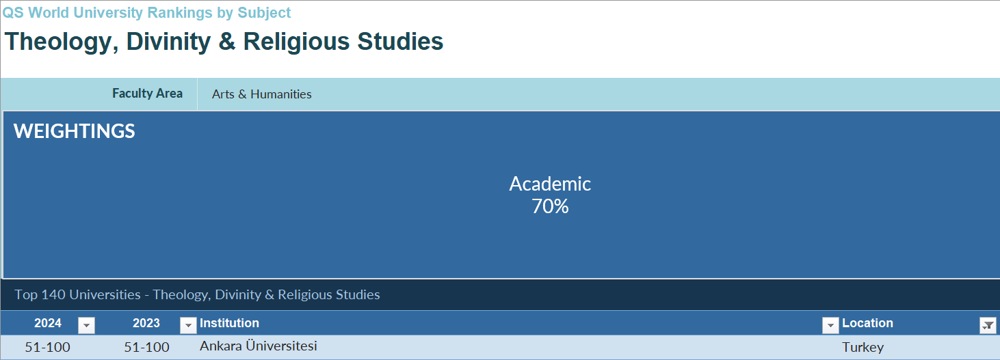 QS World University Rankings by Subject
Theology, Divinity & Religious Studies
Faculty Area Arts & Humanities
WEIGHTINGS
Academic
70%
Top 140 Universities - Theology, Divinity & Religious Studies
2024 2023 Institution Location
51-100 51-100 Ankara Üniversitesi Turkey